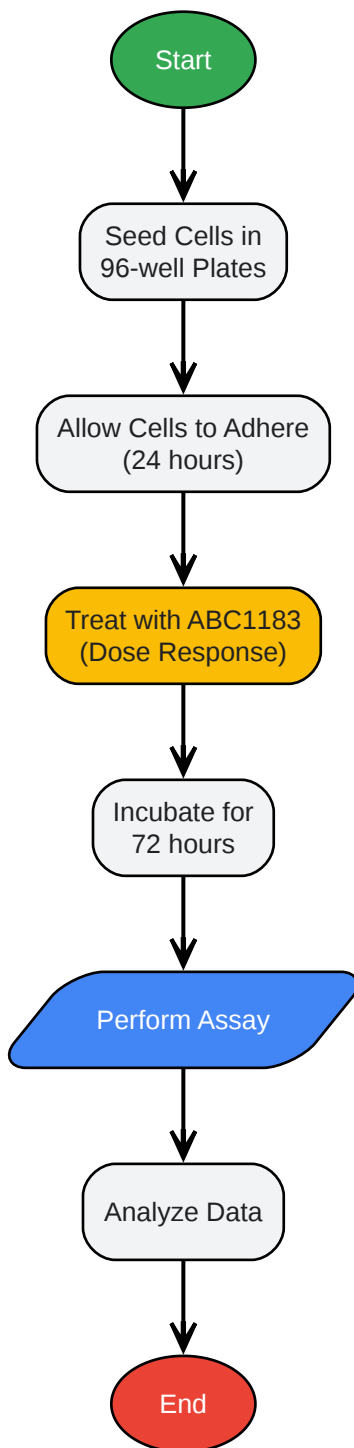 Start
Seed Cells in
96-well Plates
Allow Cells to Adhere
(24 hours)
Treat with ABC1183
(Dose Response)
Incubate for
72 hours
Perform Assay
Analyze Data
End